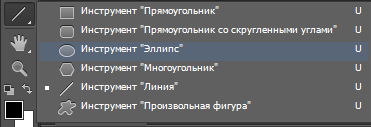 Инструмент "Прямоугольник" U
Инструмент "Прямоугольник со скругленными углами" U
Инструмент "Эллипс" U
Инструмент "Многоугольник" U
Инструмент "Линия" U
Инструмент "Произвольная фигура" U